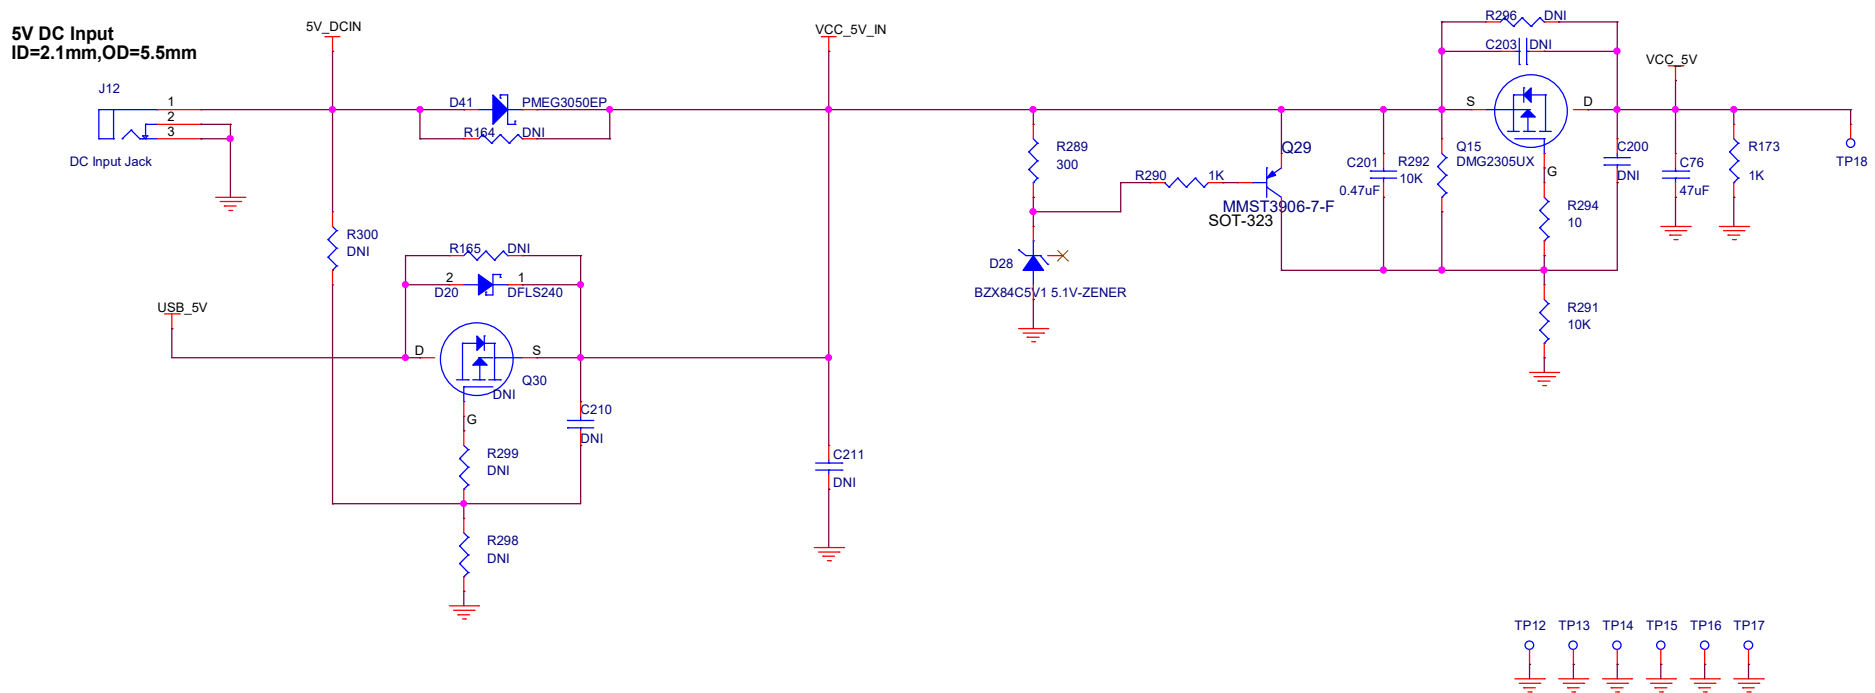 5V DC Input
ID=2.1mm,OD=5.5mm
5V_DCIN
VCC_5V_IN
R296 DNI
C203 DNI
VCC_5V
J12
1
2
3
DC Input Jack
D41 PMEG3050EP
R164 DNI
S D
G
Q15
DMG2305UX
R289
300
Q29
R290 1K
MMST3906-7-F
SOT-323
C201
0.47uF
R292
10K
C200
DNI
C76
47uF
R173
1K
TP18
R294
10
R300
DNI
R165 DNI
2 1
D20 DFLS240
D28
BZX84C5V1 5.1V-ZENER
R291
10K
USB_5V
D S
Q30
DNI
G
C210
DNI
R299
DNI
C211
DNI
R298
DNI
TP12 TP13 TP14 TP15 TP16 TP17